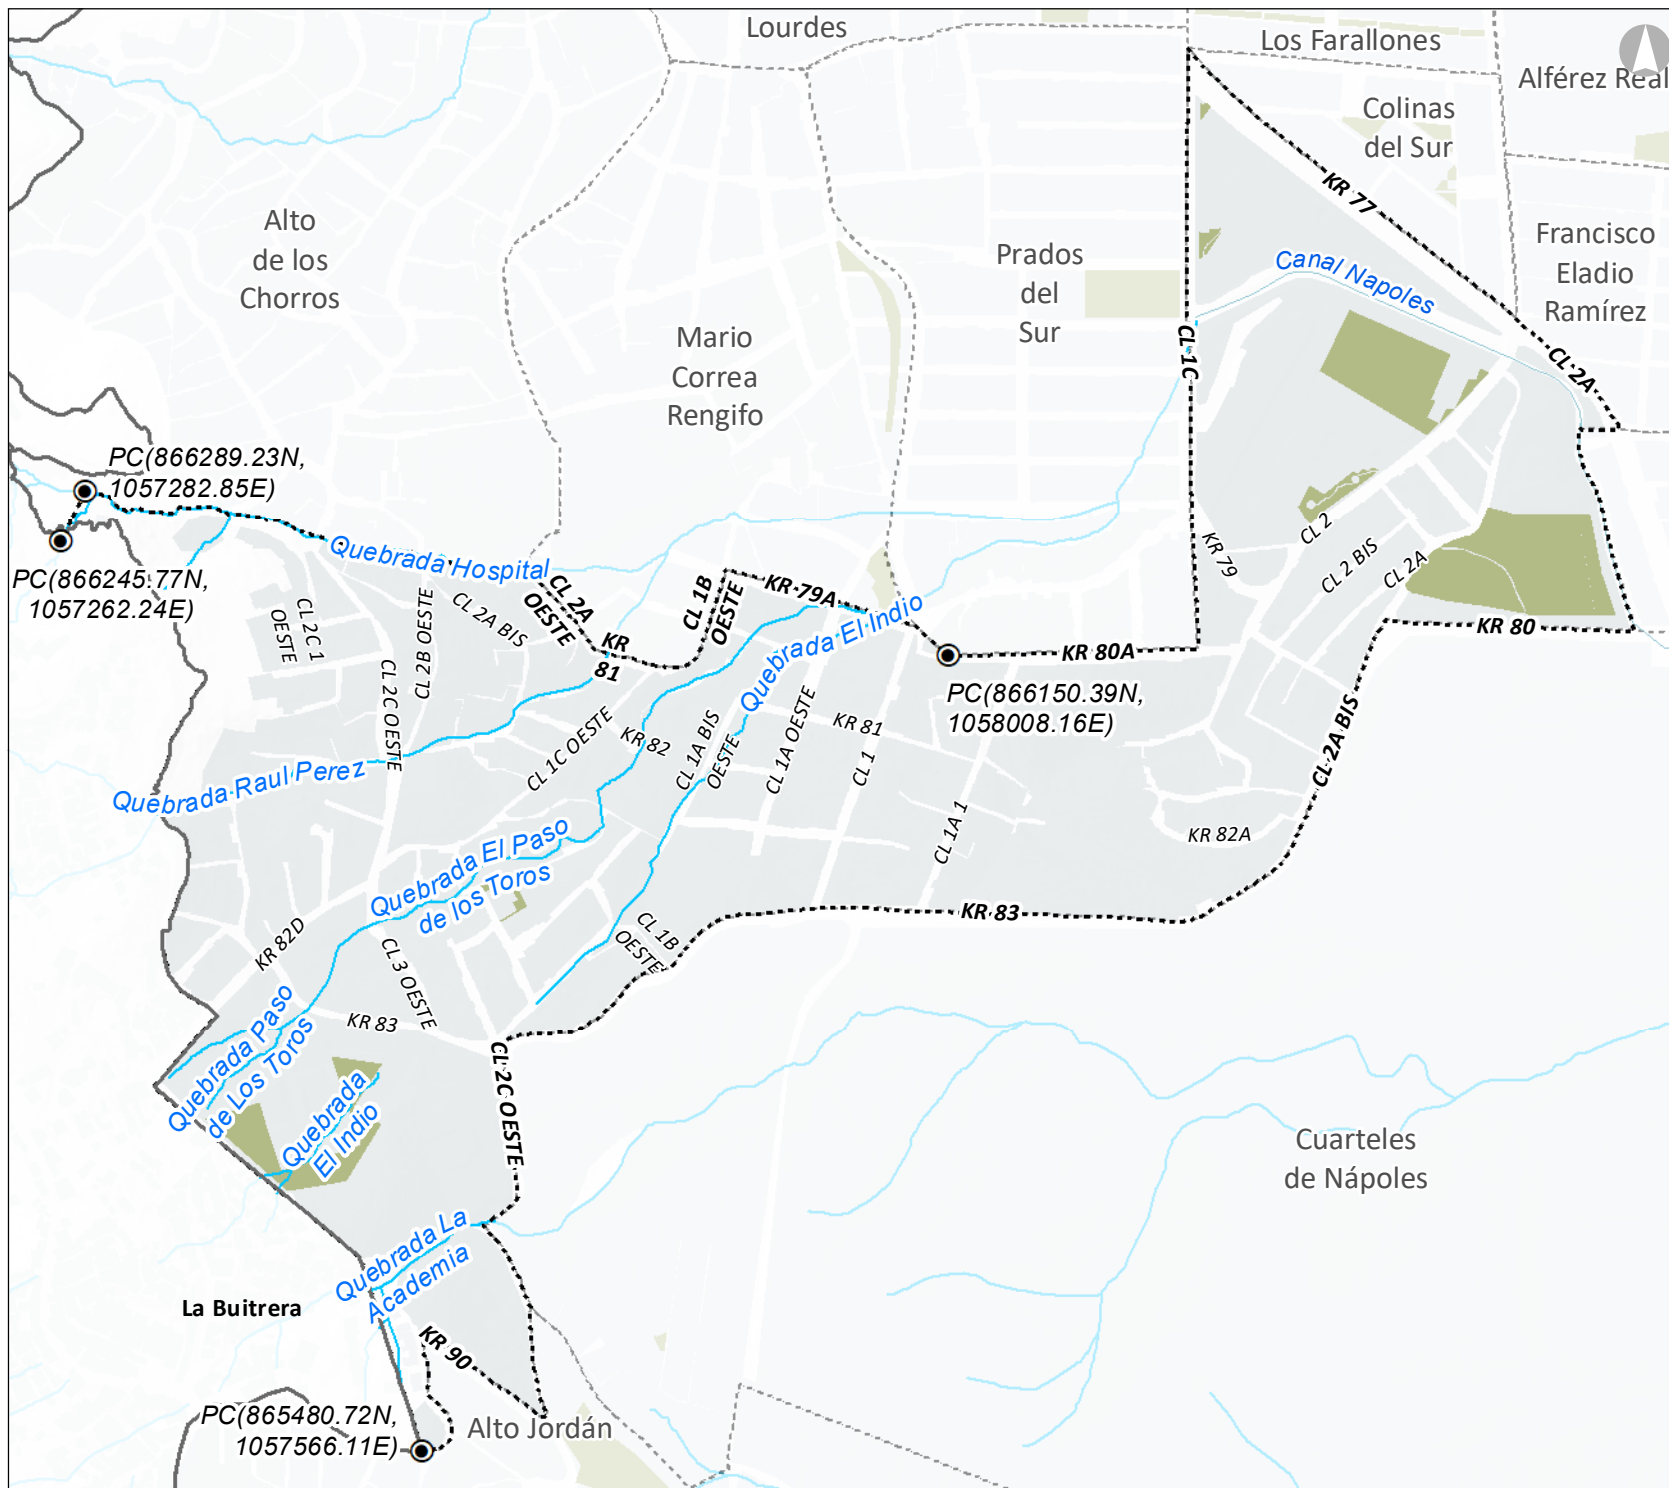 Lourdes
Los Farallones
Alférez Real
Colinas
del Sur
KR 77
Alto
de los
Chorros
Prados
del
Sur
Francisco
Eladio
Ramírez
Canal Napoles
Mario
Correa
Rengifo
CL 1C
CL 2A
PC(866289.23N,
1057282.85E)
PC(866245.77N,
1057262.24E)
Quebrada Hospital
CL 2A
OESTE
CL 1B
OESTE
KR 79A
KR
81
KR 79
CL 2
CL 2 BIS
CL 2A
KR 80
CL 2C 1
OESTE
CL 2B OESTE
CL 2A BIS
CL 2C OESTE
Quebrada El Indio
KR 80A
PC(866150.39N,
1058008.16E)
KR 81
KR 82
CL 1C OESTE
CL 1A BIS
OESTE
CL 1A OESTE
CL 1
CL 1A 1
CL 2A BIS
KR 82A
Quebrada Raul Perez
Quebrada El Paso
de los Toros
KR 83
CL 1B
OESTE
KR 82D
CL 3 OESTE
KR 83
Quebrada Paso
de Los Toros
CL 2C OESTE
Quebrada
El Indio
Cuarteles
de Nápoles
Quebrada La
Academia
La Buitrera
KR 90
PC(865480.72N,
1057566.11E)
Alto Jordán